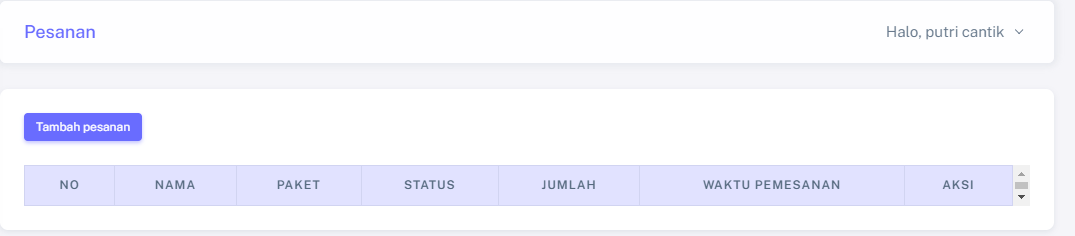 Pesanan
Halo, putri cantik
Tambah pesanan
NO NAMA PAKET STATUS JUMLAH WAKTU PEMESANAN AKSI